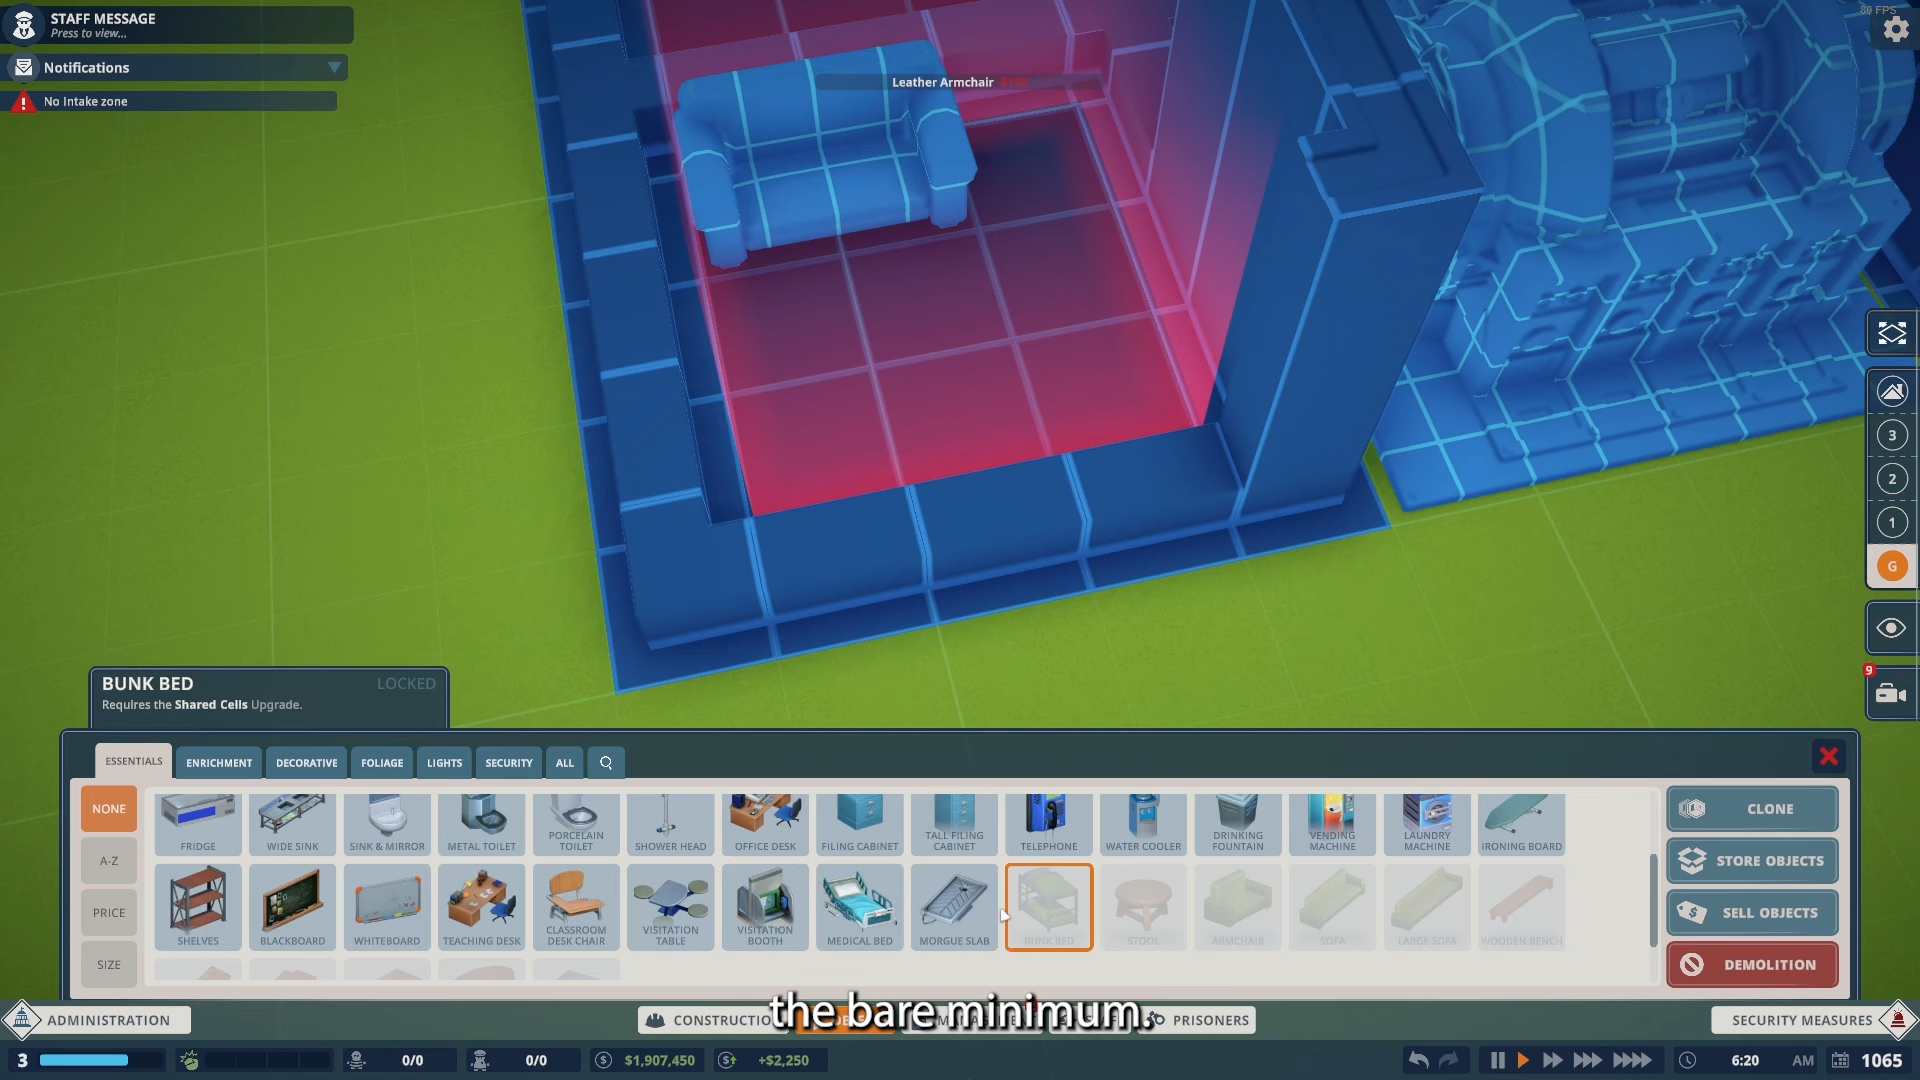 STAFF MESSAGE
Press to view...
Notifications
No Intake zone
80 FPS
Leather Armchair
3
2
1
G
9
BUNK BED LOCKED
Requires the Shared Cells Upgrade.
ESSENTIALS ENRICHMENT DECORATIVE FOLIAGE LIGHTS SECURITY ALL
NONE
A-Z
PRICE
SIZE
FRIDGE
WIDE SINK
SINK & MIRROR
METAL TOILET
PORCELAIN
TOILET
SHOWER HEAD
OFFICE DESK
FILING CABINET
TALL FILING
CABINET
TELEPHONE
WATER COOLER
DRINKING
FOUNTAIN
VENDING
MACHINE
LAUNDRY
MACHINE
IRONING BOARD
SHELVES
BLACKBOARD
WHITEBOARD
TEACHING DESK
CLASSROOM
DESK CHAIR
VISITATION
TABLE
VISITATION
BOOTH
MEDICAL BED
MORGUE SLAB
BUNK BED
STOOL
ARMCHAIR
SOFA
LARGE SOFA
WOODEN BENCH
CLONE
STORE OBJECTS
SELL OBJECTS
DEMOLITION
the bare minimum.
ADMINISTRATION
PRISONERS
SECURITY MEASURES
3
0/0
0/0
$1,907,450
+$2,250
6:20 AM
1065